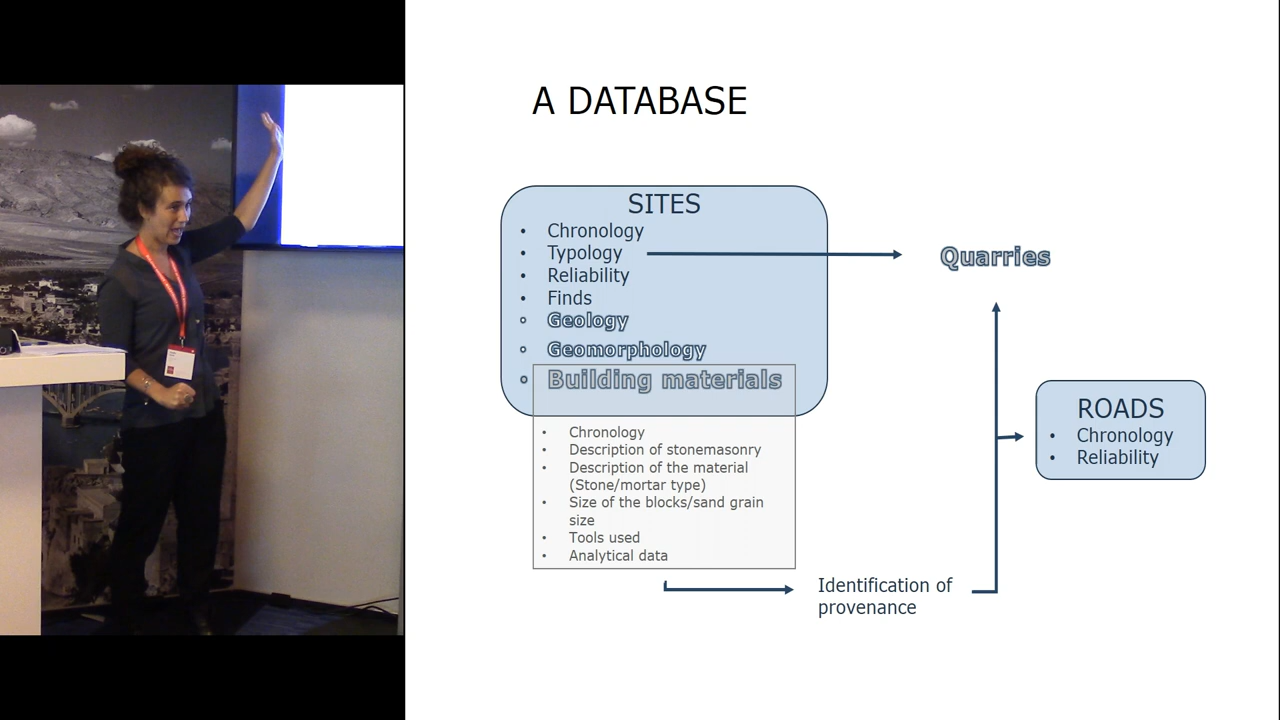 A DATABASE
SITES
• Chronology
• Typology
• Reliability
• Finds
○ Geology
○ Geomorphology
○ Building materials
• Chronology
• Description of stonemasonry
• Description of the material
(Stone/mortar type)
• Size of the blocks/sand grain
size
• Tools used
• Analytical data
Identification of
provenance
Quarries
ROADS
• Chronology
• Reliability